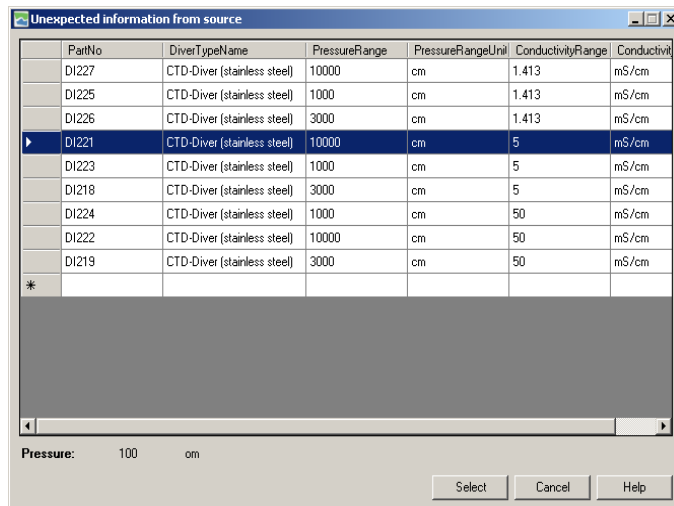 Unexpected information from source
PartNo DiverTypeName PressureRange PressureRangeUnit ConductivityRange Conductivity
DI227 CTD-Diver (stainless steel) 10000 cm 1.413 mS/cm
DI225 CTD-Diver (stainless steel) 1000 cm 1.413 mS/cm
DI226 CTD-Diver (stainless steel) 3000 cm 1.413 mS/cm
DI221 CTD-Diver (stainless steel) 10000 cm 5 mS/cm
DI223 CTD-Diver (stainless steel) 1000 cm 5 mS/cm
DI218 CTD-Diver (stainless steel) 3000 cm 5 mS/cm
DI224 CTD-Diver (stainless steel) 1000 cm 50 mS/cm
DI222 CTD-Diver (stainless steel) 10000 cm 50 mS/cm
DI219 CTD-Diver (stainless steel) 3000 cm 50 mS/cm
Pressure: 100 om
Select Cancel Help